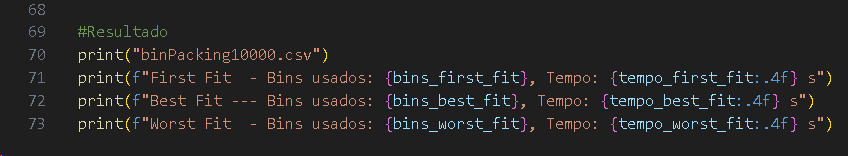 68
69 #Resultado
70 print("binPacking10000.csv")
71 print(f"First Fit  - Bins usados: {bins_first_fit}, Tempo: {tempo_first_fit:.4f} s")
72 print(f"Best Fit --- Bins usados: {bins_best_fit}, Tempo: {tempo_best_fit:.4f} s")
73 print(f"Worst Fit  - Bins usados: {bins_worst_fit}, Tempo: {tempo_worst_fit:.4f} s")